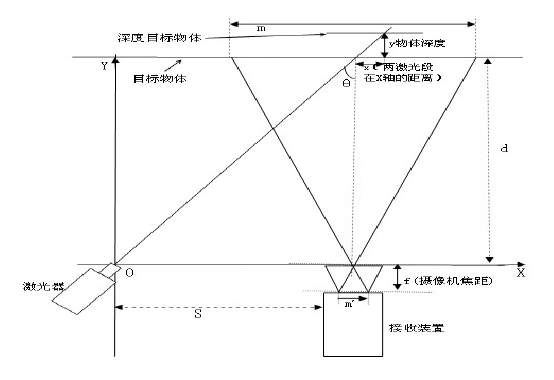 m
深度目标物体
y物体深度
Y
目标物体
x（两激光段
在X轴的距离）
θ
d
O
X
激光器
f（摄像机焦距）
S
m'
接收装置